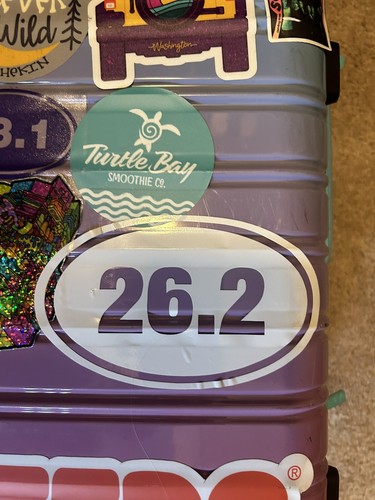 Wild
Washington
3.1
Turtle Bay
SMOOTHIE CO.
26.2
®